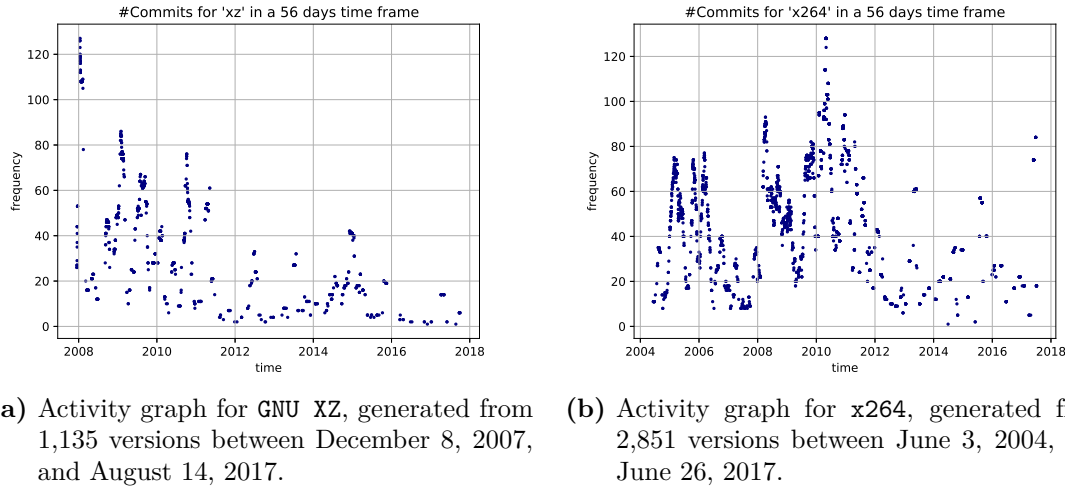 #Commits for 'xz' in a 56 days time frame
120
100
80
60
40
20
0
frequency
2008
2010
2012
2014
2016
2018
time
a) Activity graph for GNU XZ, generated from
1,135 versions between December 8, 2007,
and August 14, 2017.
#Commits for 'x264' in a 56 days time frame
120
100
80
60
40
20
0
frequency
2004
2006
2008
2010
2012
2014
2016
2018
time
(b) Activity graph for x264, generated
2,851 versions between June 3, 2004,
June 26, 2017.